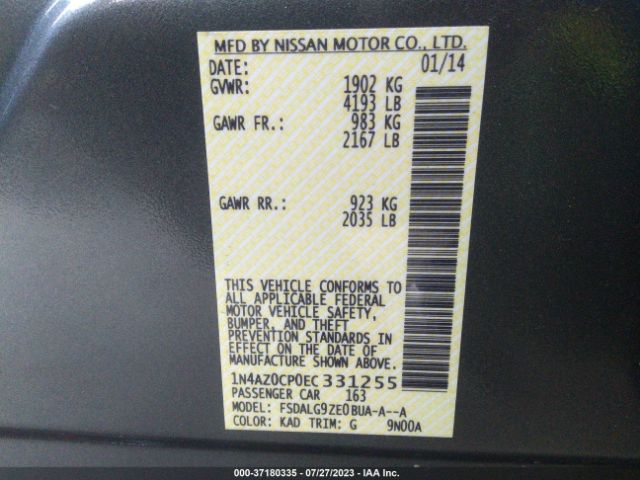 MFD BY NISSAN MOTOR CO., LTD.
DATE: 01/14
GVWR: 1902 KG
4193 LB
GAWR FR.: 983 KG
2167 LB
GAWR RR.: 923 KG
2035 LB
THIS VEHICLE CONFORMS TO
ALL APPLICABLE FEDERAL
MOTOR VEHICLE SAFETY,
BUMPER, AND THEFT
PREVENTION STANDARDS IN
EFFECT ON THE DATE OF
MANUFACTURE SHOWN ABOVE.
1N4AZ0CP0EC331255
PASSENGER CAR 163
MODEL: FSDALG9ZE0BUA-A--A
COLOR: KAD TRIM: G 9N00A
000-37180335 / 07/27/2023 - IAA Inc.